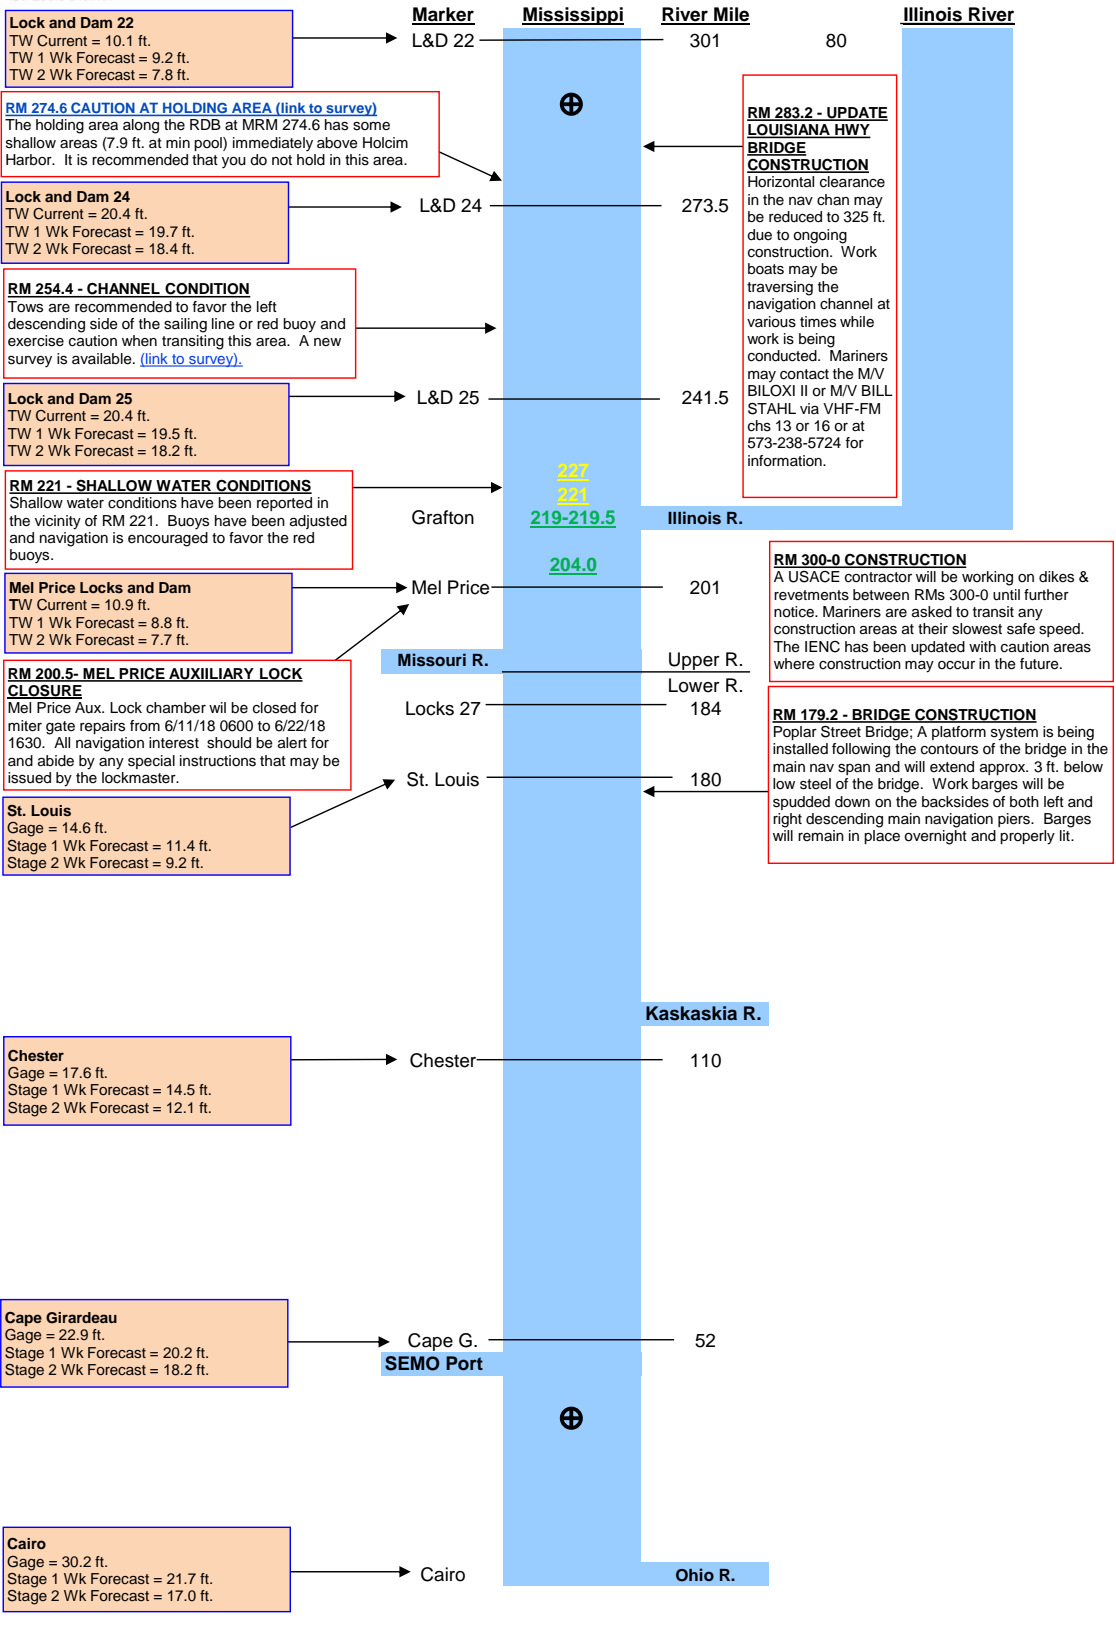 Marker Mississippi River Mile Illinois River
Lock and Dam 22
TW Current = 10.1 ft.
TW 1 Wk Forecast = 9.2 ft.
TW 2 Wk Forecast = 7.8 ft.
L&D 22 301 80
RM 274.6 CAUTION AT HOLDING AREA (link to survey)
The holding area along the RDB at MRM 274.6 has some
shallow areas (7.9 ft. at min pool) immediately above Holcim
Harbor. It is recommended that you do not hold in this area.
RM 283.2 - UPDATE
LOUISIANA HWY
BRIDGE
CONSTRUCTION
Horizontal clearance
in the nav chan may
be reduced to 325 ft.
due to ongoing
construction. Work
boats may be
traversing the
navigation channel at
various times while
work is being
conducted. Mariners
may contact the M/V
BILOXI II or M/V BILL
STAHL via VHF-FM
chs 13 or 16 or at
573-238-5724 for
information.
Lock and Dam 24
TW Current = 20.4 ft.
TW 1 Wk Forecast = 19.7 ft.
TW 2 Wk Forecast = 18.4 ft.
L&D 24 273.5
RM 254.4 - CHANNEL CONDITION
Tows are recommended to favor the left
descending side of the sailing line or red buoy and
exercise caution when transiting this area. A new
survey is available. (link to survey).
Lock and Dam 25
TW Current = 20.4 ft.
TW 1 Wk Forecast = 19.5 ft.
TW 2 Wk Forecast = 18.2 ft.
L&D 25 241.5
227
221
RM 221 - SHALLOW WATER CONDITIONS
Shallow water conditions have been reported in
the vicinity of RM 221. Buoys have been adjusted
and navigation is encouraged to favor the red
buoys.
Grafton 219-219.5 Illinois R.
204.0
Mel Price Locks and Dam
TW Current = 10.9 ft.
TW 1 Wk Forecast = 8.8 ft.
TW 2 Wk Forecast = 7.7 ft.
Mel Price 201
RM 300-0 CONSTRUCTION
A USACE contractor will be working on dikes &
revetments between RMs 300-0 until further
notice. Mariners are asked to transit any
construction areas at their slowest safe speed.
The IENC has been updated with caution areas
where construction may occur in the future.
Missouri R. Upper R.
Lower R.
RM 200.5- MEL PRICE AUXIILIARY LOCK
CLOSURE
Mel Price Aux. Lock chamber wil be closed for
miter gate repairs from 6/11/18 0600 to 6/22/18
1630. All navigation interest should be alert for
and abide by any special instructions that may be
issued by the lockmaster.
Locks 27 184
RM 179.2 - BRIDGE CONSTRUCTION
Poplar Street Bridge; A platform system is being
installed following the contours of the bridge in the
main nav span and will extend approx. 3 ft. below
low steel of the bridge. Work barges will be
spudded down on the backsides of both left and
right descending main navigation piers. Barges
will remain in place overnight and properly lit.
St. Louis 180
St. Louis
Gage = 14.6 ft.
Stage 1 Wk Forecast = 11.4 ft.
Stage 2 Wk Forecast = 9.2 ft.
Kaskaskia R.
Chester
Gage = 17.6 ft.
Stage 1 Wk Forecast = 14.5 ft.
Stage 2 Wk Forecast = 12.1 ft.
Chester 110
Cape Girardeau
Gage = 22.9 ft.
Stage 1 Wk Forecast = 20.2 ft.
Stage 2 Wk Forecast = 18.2 ft.
Cape G. 52
SEMO Port
Cairo
Gage = 30.2 ft.
Stage 1 Wk Forecast = 21.7 ft.
Stage 2 Wk Forecast = 17.0 ft.
Cairo Ohio R.